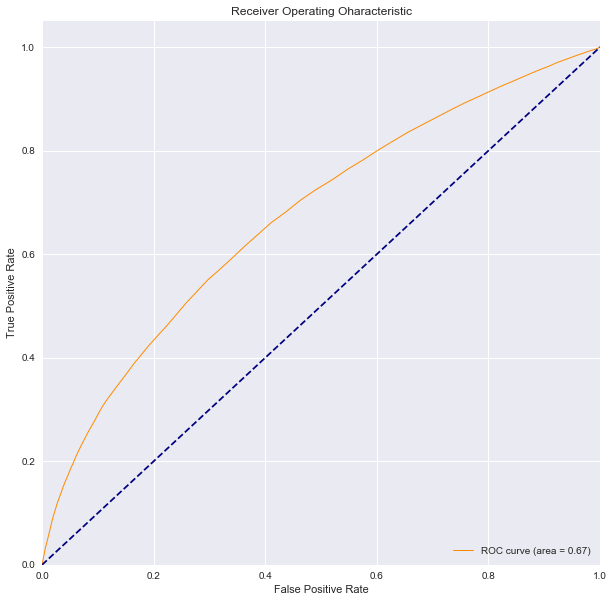 Receiver Operating Oharacteristic
1.0
0.8
0.6
0.4
0.2
0.0
True Positive Rate
ROC curve (area = 0.67)
0.0 0.2 0.4 0.6 0.8 1.0
False Positive Rate